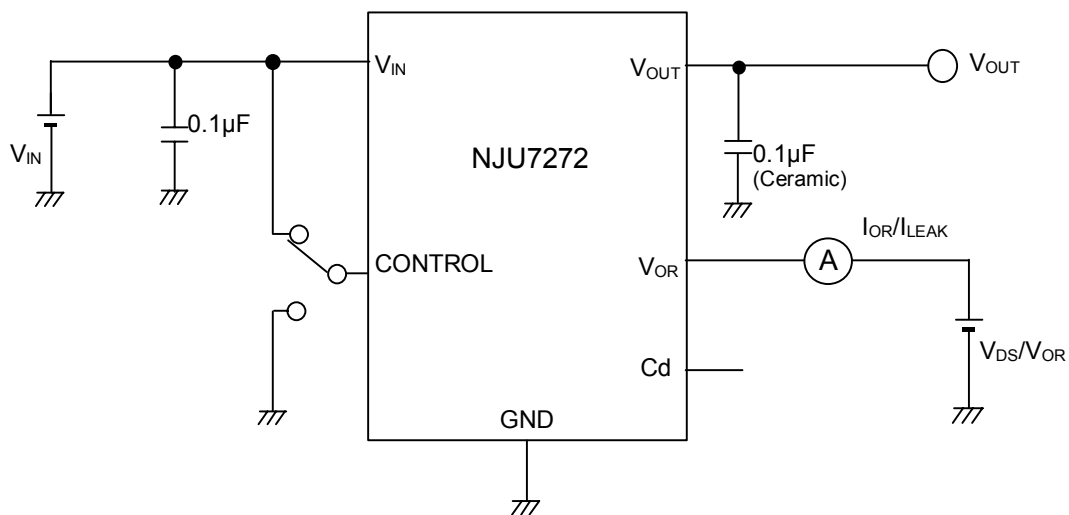 VIN
VOUT
VOUT
0.1µF
VIN
NJU7272
0.1µF
(Ceramic)
IOR/ILEAK
CONTROL
VOR
A
VDS/VOR
Cd
GND